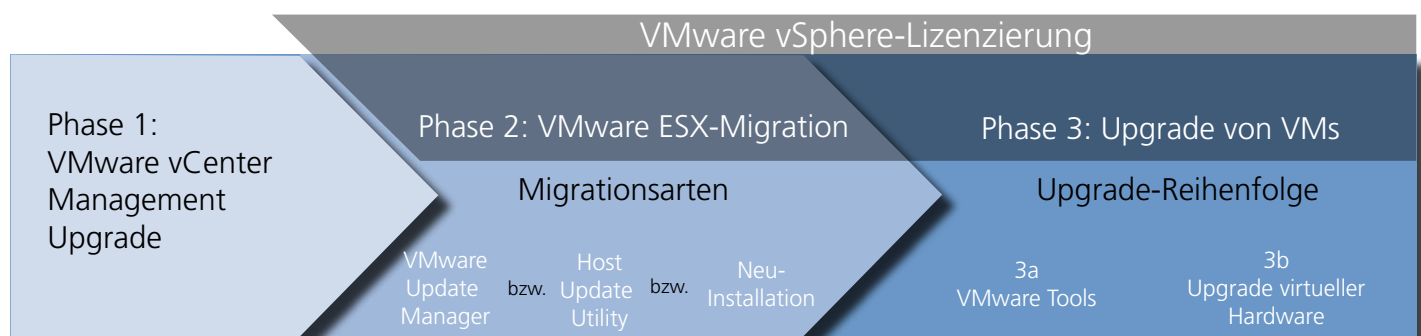 VMware vSphere-Lizenzierung
Phase 1:
VMware vCenter
Management
Upgrade
Phase 2: VMware ESX-Migration
Migrationsarten
VMware
Update
Manager
bzw.
Host
Update
Utility
bzw.
Neu-
Installation
Phase 3: Upgrade von VMs
Upgrade-Reihenfolge
3a
VMware Tools
3b
Upgrade virtueller
Hardware